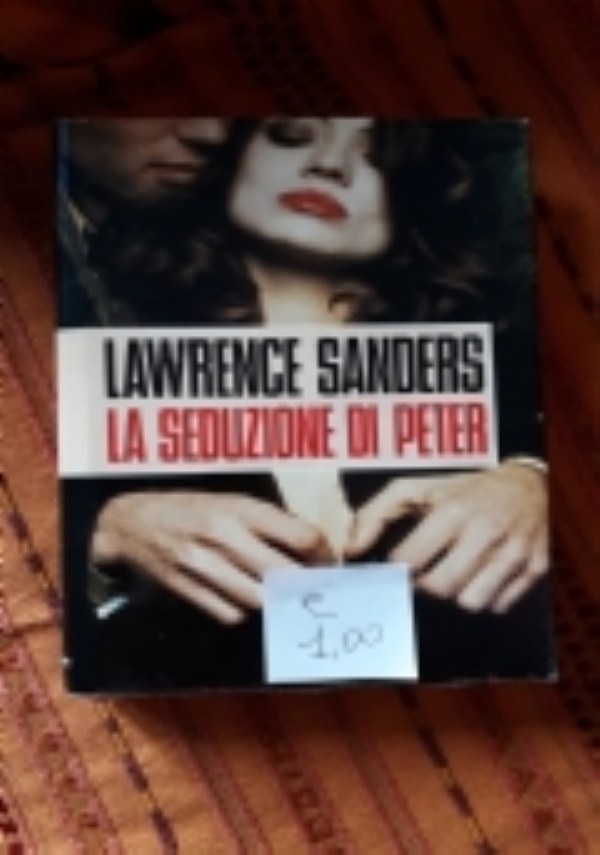 LAWRENCE SANDERS
LA SEDUZIONE DI PETER
€
1,00